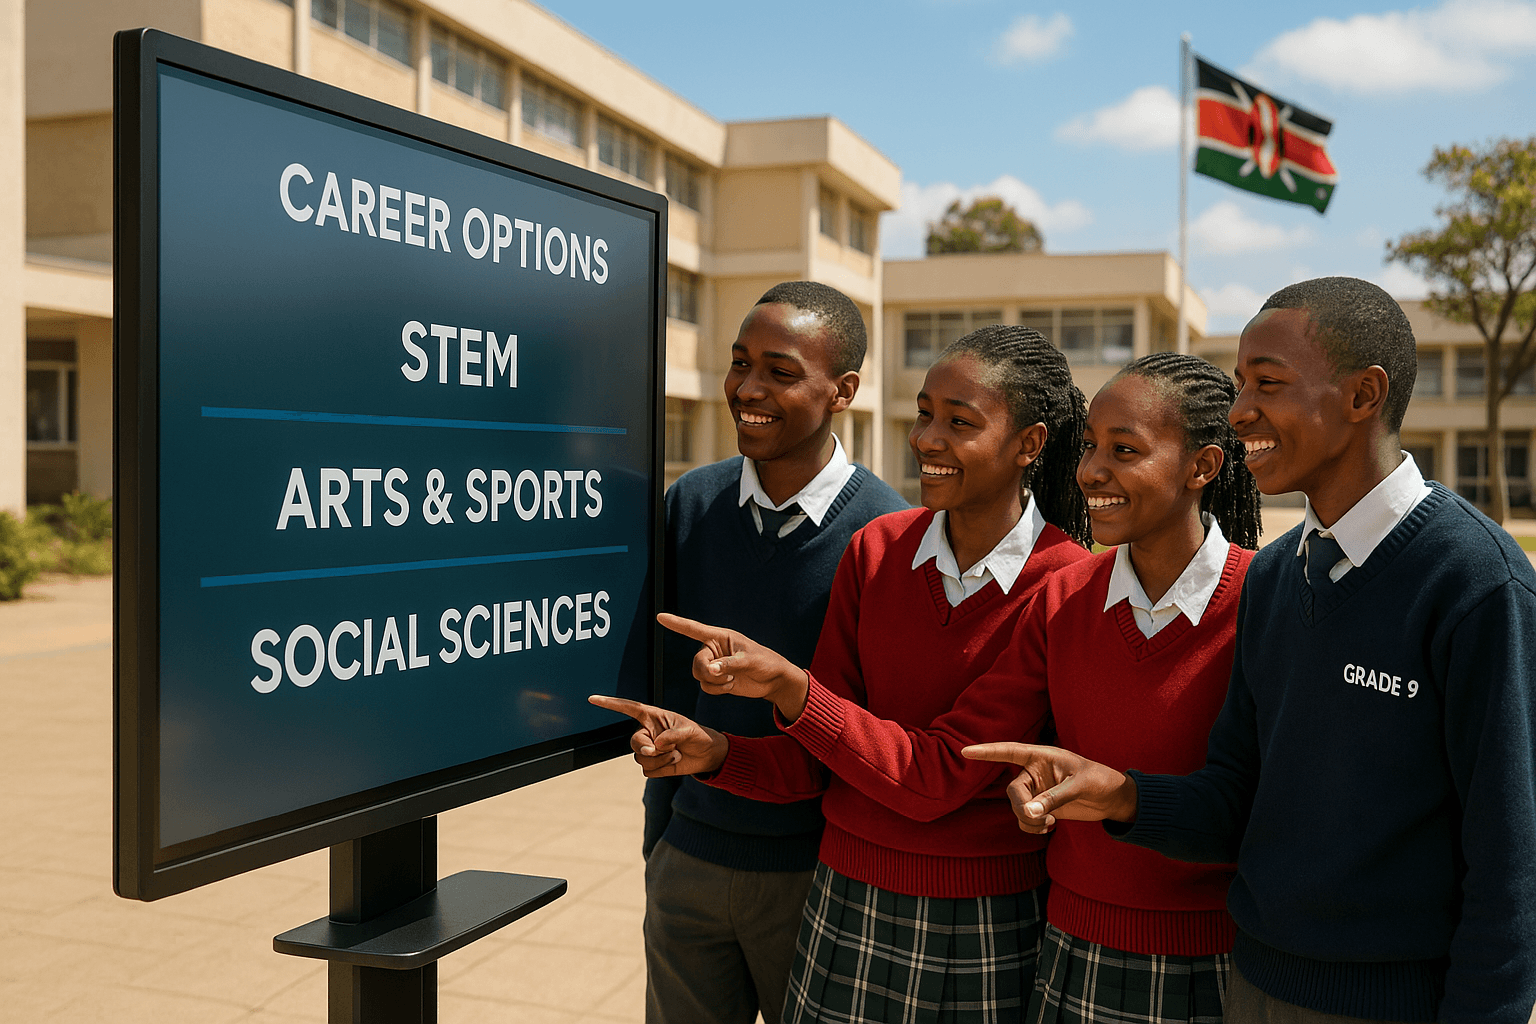 CAREER OPTIONS
STEM
ARTS & SPORTS
SOCIAL SCIENCES
GRADE 9